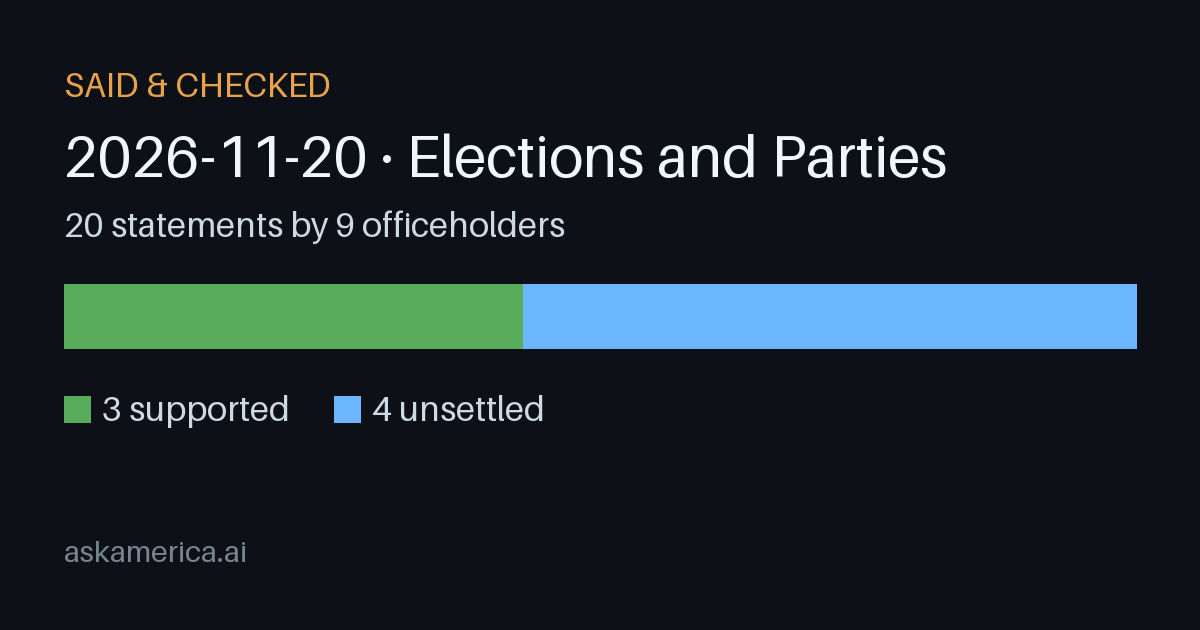 SAID & CHECKED
2026-11-20 · Elections and Parties
20 statements by 9 officeholders
3 supported 4 unsettled
askamerica.ai